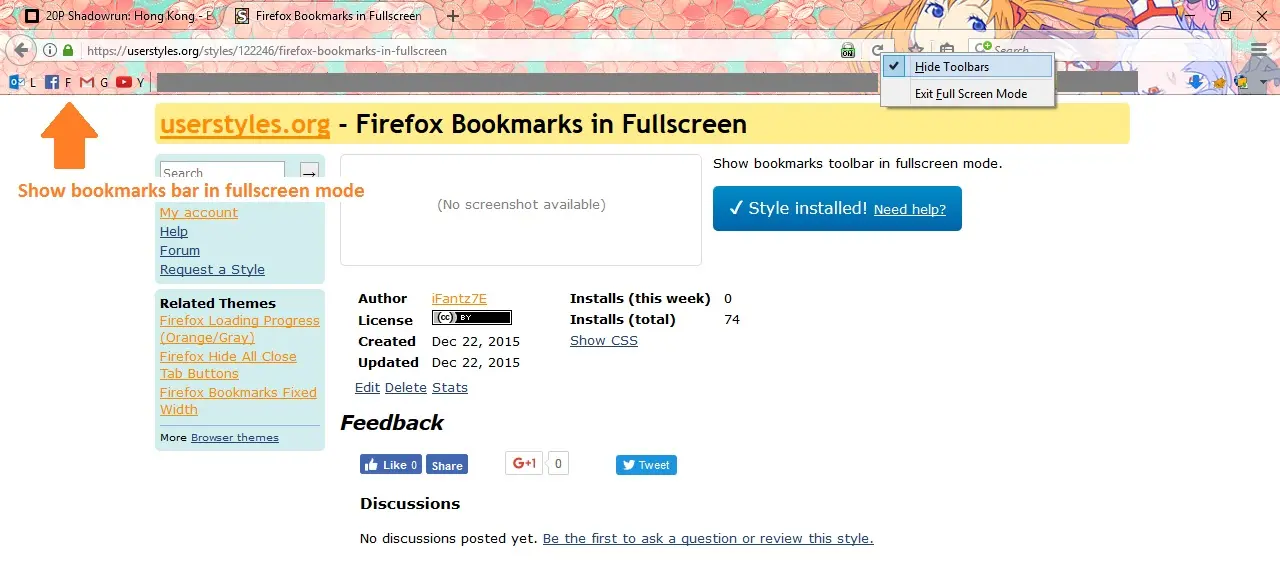 20P Shadowrun: Hong Kong - E
Firefox Bookmarks in Fullscreen
https://userstyles.org/styles/122246/firefox-bookmarks-in-fullscreen
ON
Search
L F G Y
Hide Toolbars
Exit Full Screen Mode
userstyles.org - Firefox Bookmarks in Fullscreen
Search
→
Show bookmarks toolbar in fullscreen mode.
Show bookmarks bar in fullscreen mode
(No screenshot available)
✓ Style installed! Need help?
My account
Help
Forum
Request a Style
Related Themes
Firefox Loading Progress
(Orange/Gray)
Firefox Hide All Close
Tab Buttons
Firefox Bookmarks Fixed
Width
More Browser themes
Author iFantz7E
License (cc) BY
Created Dec 22, 2015
Updated Dec 22, 2015
Installs (this week) 0
Installs (total) 74
Show CSS
Edit Delete Stats
Feedback
Like 0 Share
G+1 0
Tweet
Discussions
No discussions posted yet. Be the first to ask a question or review this style.